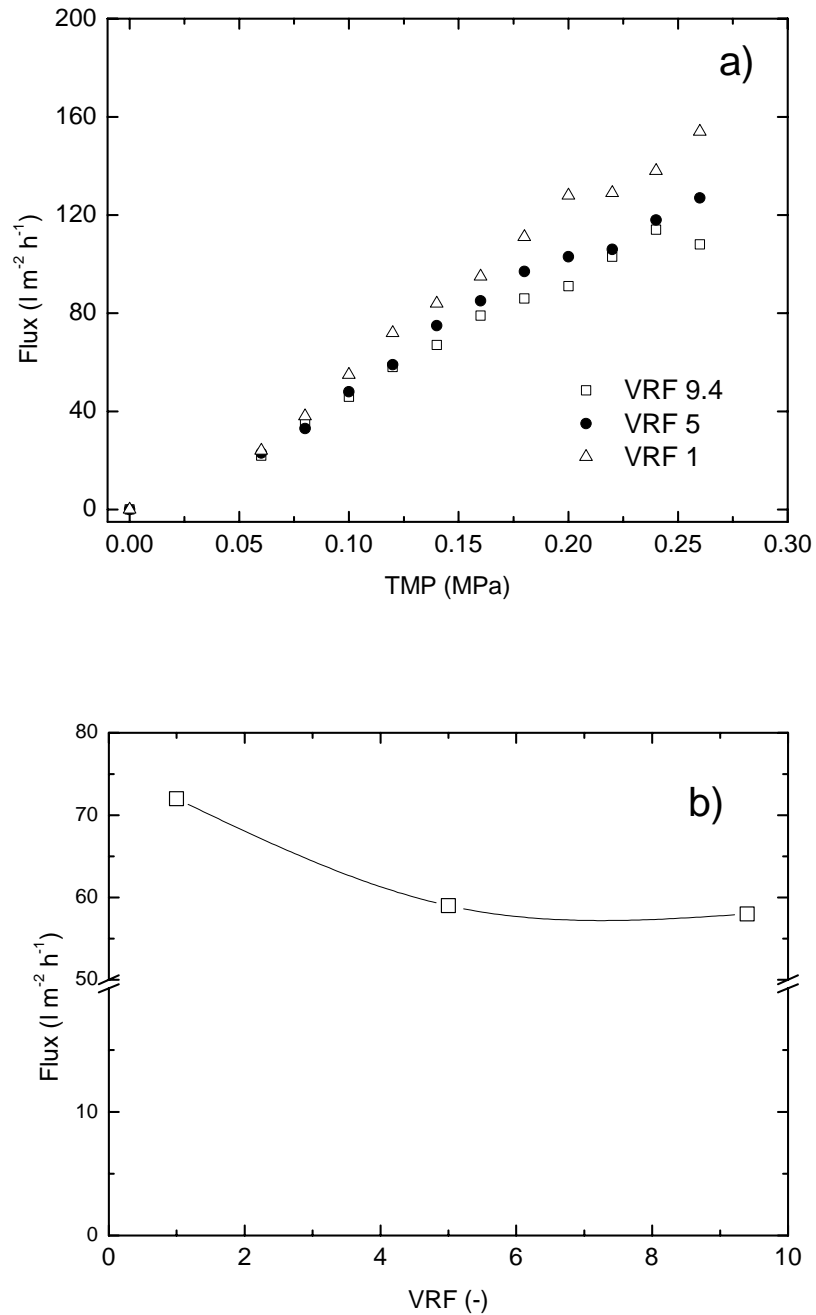 a)
200
160
120
80
40
0
Flux (l m-2 h-1)
VRF 9.4
VRF 5
VRF 1
0.00 0.05 0.10 0.15 0.20 0.25 0.30
TMP (MPa)
b)
80
70
60
50
10
0
Flux (l m-2 h-1)
0 2 4 6 8 10
VRF (-)